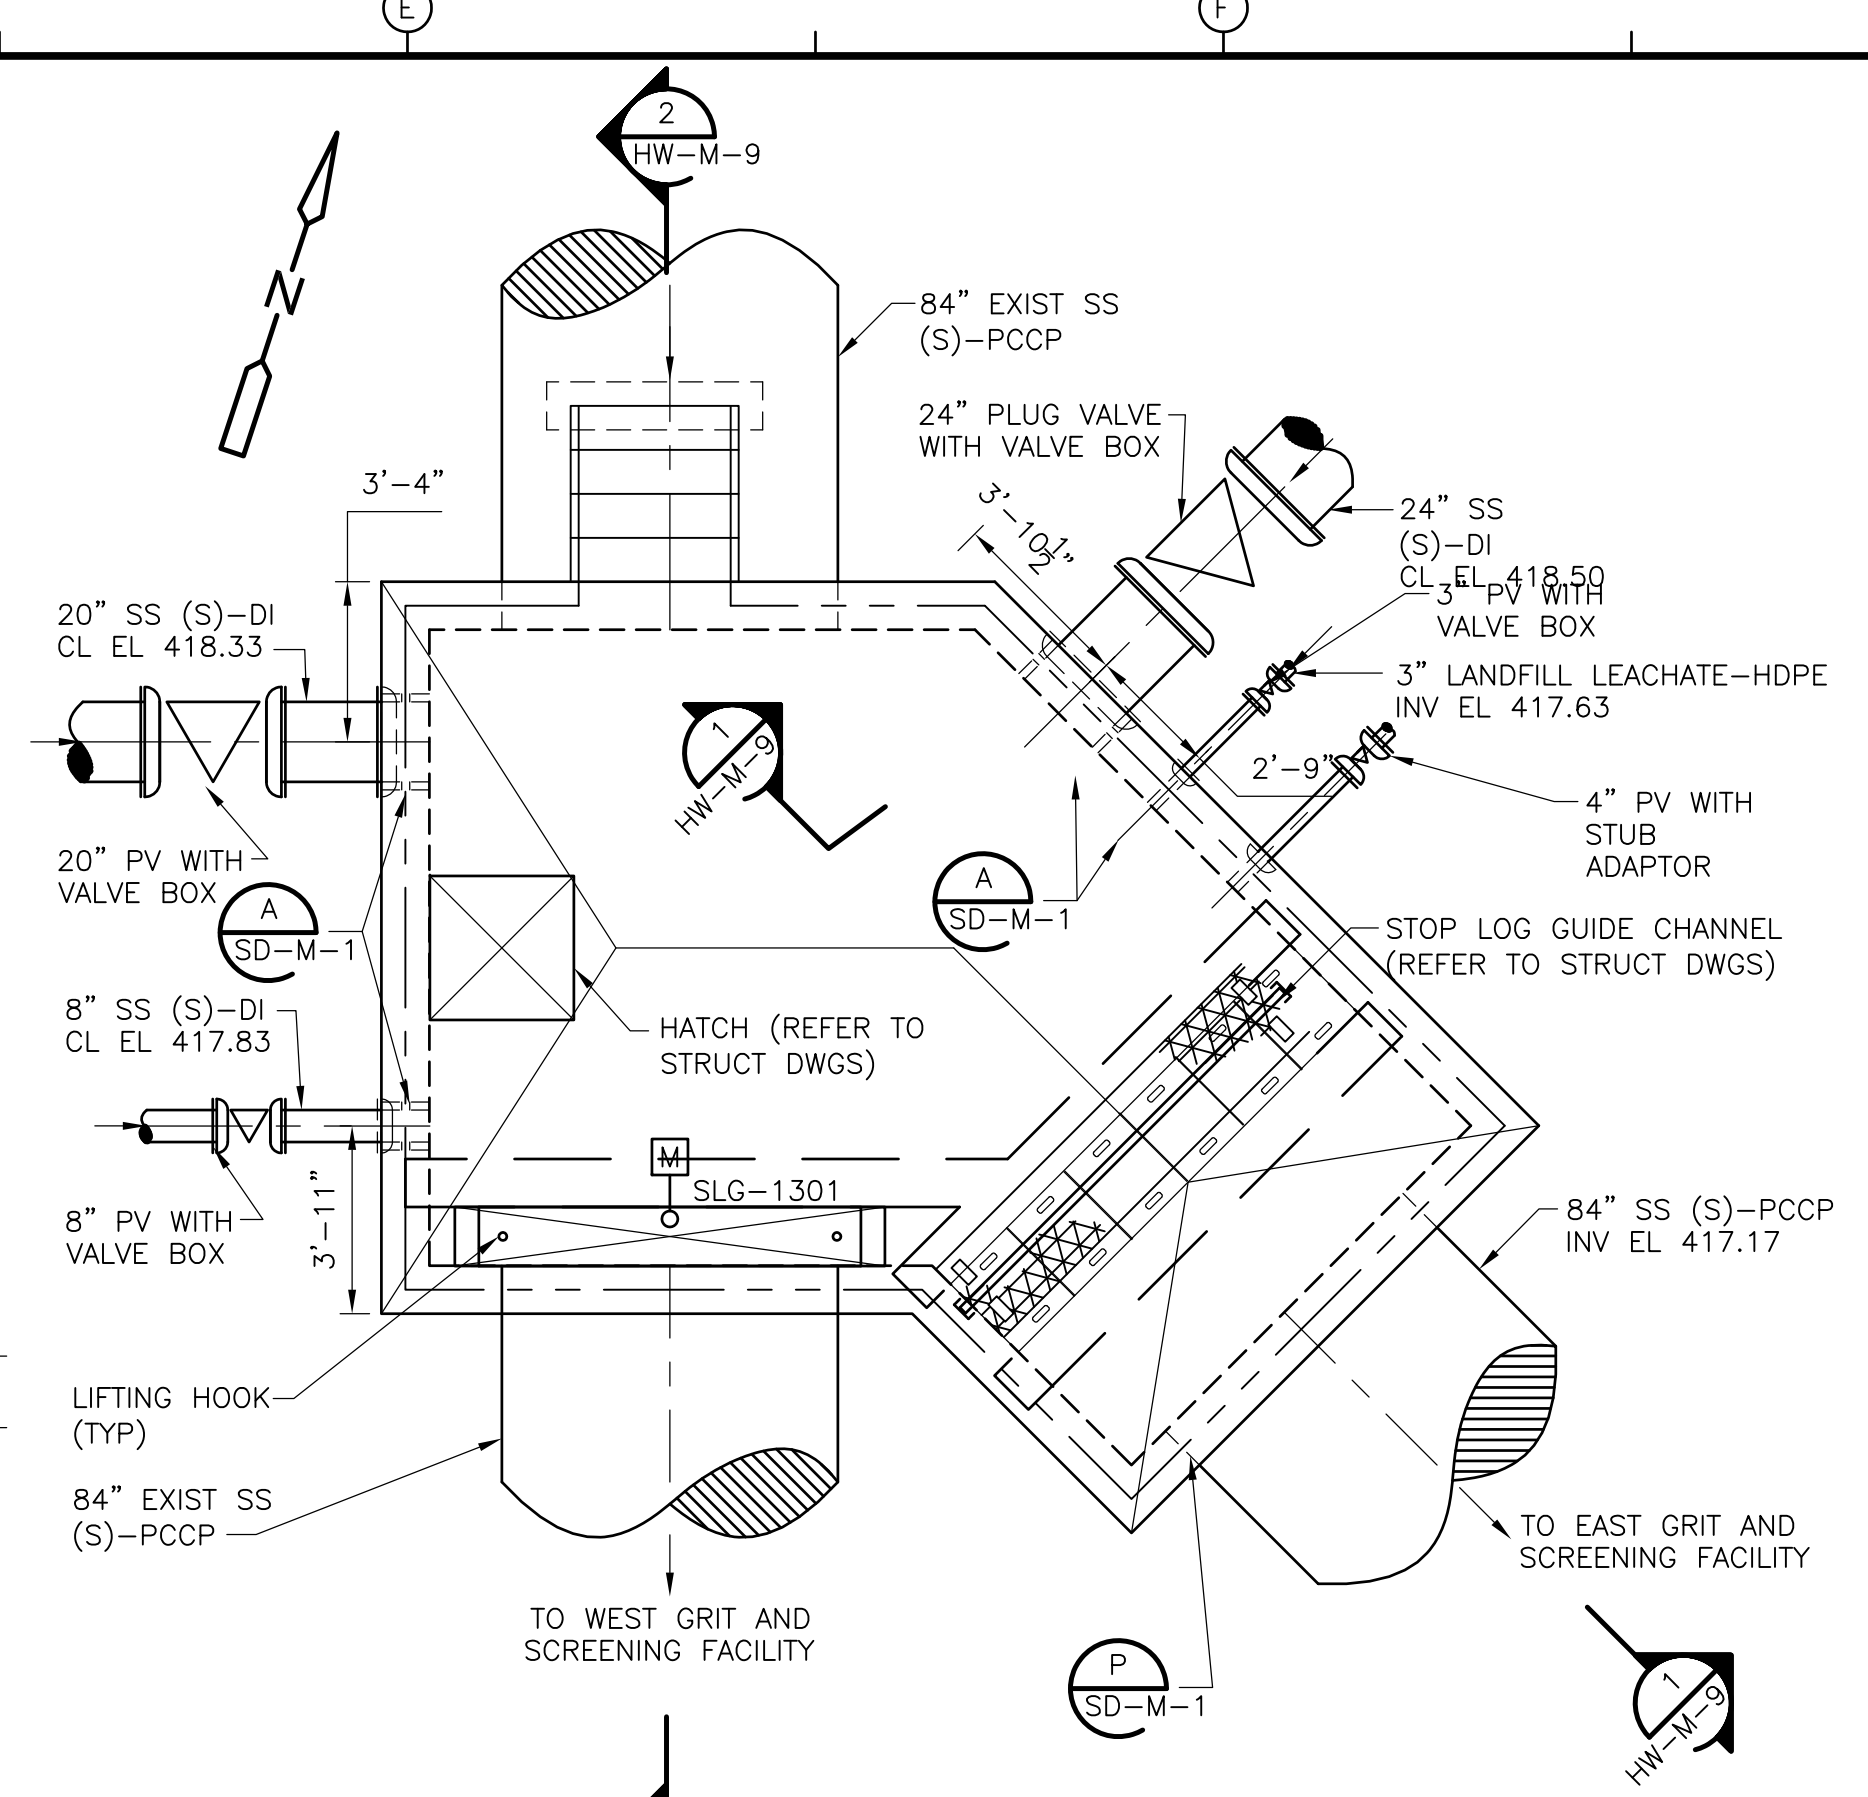 E
F
2
HW-M-9
N
84" EXIST SS
(S)-PCCP
24" PLUG VALVE
WITH VALVE BOX
3'-4"
3'-10 1/2"
24" SS
(S)-DI
CL EL 418.50
3" PV WITH
VALVE BOX
20" SS (S)-DI
CL EL 418.33
3" LANDFILL LEACHATE-HDPE
INV EL 417.63
1
HW-M-9
2'-9"
4" PV WITH
STUB
ADAPTOR
20" PV WITH
VALVE BOX
A
SD-M-1
A
SD-M-1
STOP LOG GUIDE CHANNEL
(REFER TO STRUCT DWGS)
8" SS (S)-DI
CL EL 417.83
HATCH (REFER TO
STRUCT DWGS)
M
SLG-1301
3'-11"
8" PV WITH
VALVE BOX
84" SS (S)-PCCP
INV EL 417.17
LIFTING HOOK
(TYP)
84" EXIST SS
(S)-PCCP
TO EAST GRIT AND
SCREENING FACILITY
TO WEST GRIT AND
SCREENING FACILITY
P
SD-M-1
1
HW-M-9